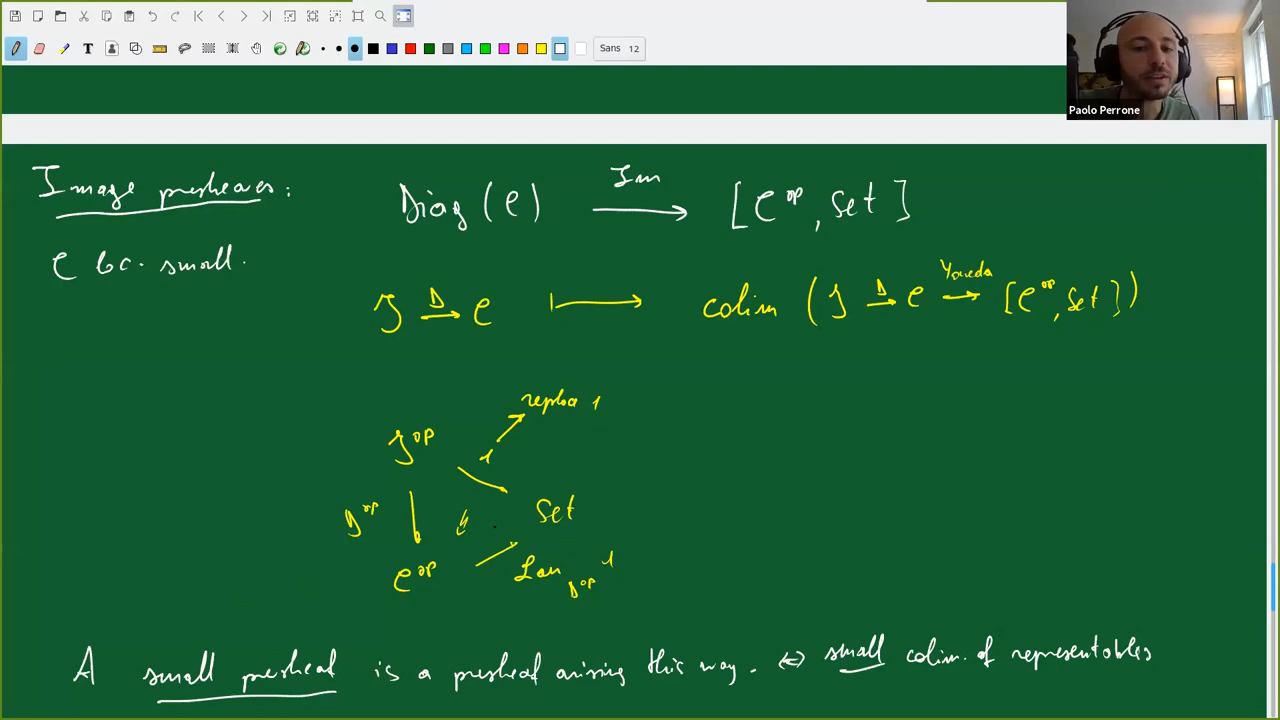 Sans 12
Paolo Perrone
Image presheaves: Diag(C) Im→ [C^op, Set]
C loc. small.
J D→ C ↦ colim (J D→ C Yoneda→ [C^op, Set])
replica 1
J^op
1
D^op ⇙ Set
C^op Lan_{D^op} 1
A small presheaf is a presheaf arising this way. ⇔ small colim. of representables